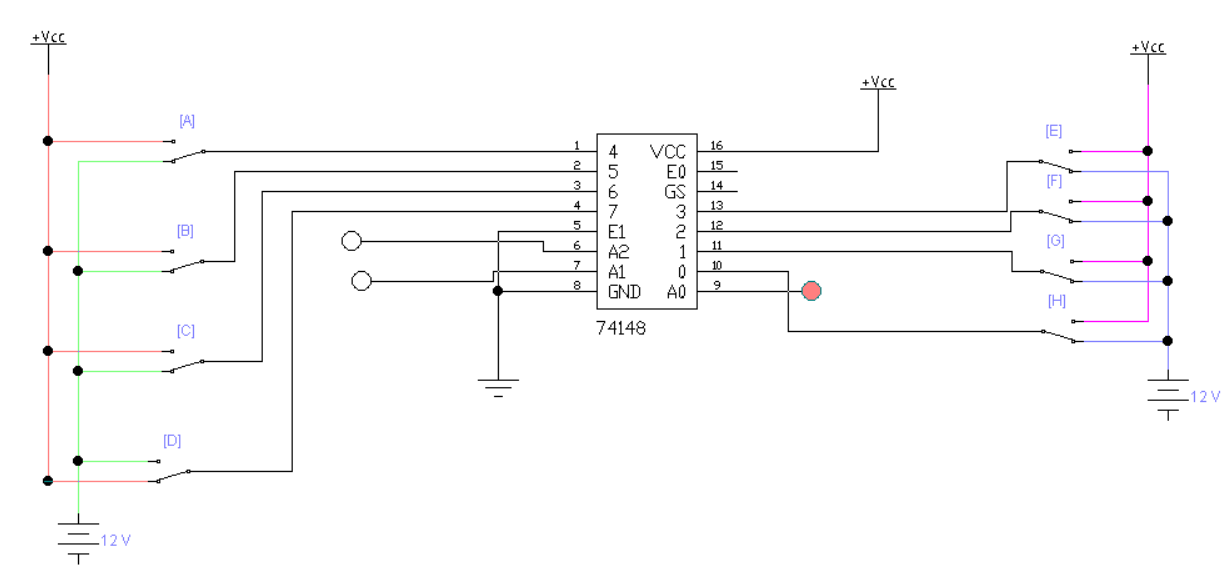 +Vcc
+Vcc
+Vcc
[A]
[B]
[C]
[D]
12 V
1 4 VCC 16
2 5 E0 15
3 6 GS 14
4 7 3 13
5 E1 2 12
6 A2 1 11
7 A1 0 10
8 GND A0 9
74148
[E]
[F]
[G]
[H]
12 V